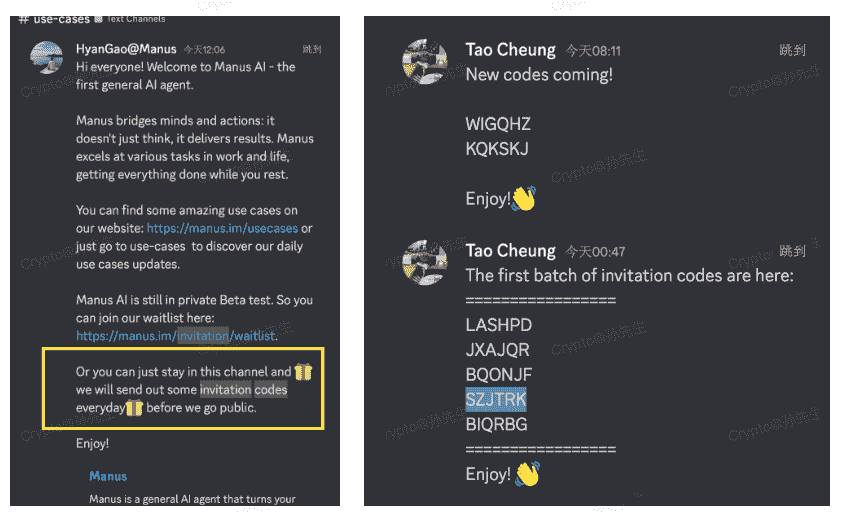 # use-cases Text Channels
HyanGao@Manus 今天12:06 跳到
Hi everyone! Welcome to Manus AI - the
first general AI agent.
Manus bridges minds and actions: it
doesn't just think, it delivers results. Manus
excels at various tasks in work and life,
getting everything done while you rest.
You can find some amazing use cases on
our website: https://manus.im/usecases or
just go to use-cases to discover our daily
use cases updates.
Manus AI is still in private Beta test. So you
can join our waitlist here:
https://manus.im/invitation/waitlist.
Or you can just stay in this channel and 🎁
we will send out some invitation codes
everyday🎁 before we go public.
Enjoy!
Manus
Manus is a general AI agent that turns your
Tao Cheung 今天08:11 跳到
New codes coming!
WIGQHZ
KQKSKJ
Enjoy!👋
Tao Cheung 今天00:47 跳到
The first batch of invitation codes are here:
=================
LASHPD
JXAJQR
BQONJF
SZJTRK
BIQRBG
=================
Enjoy!👋